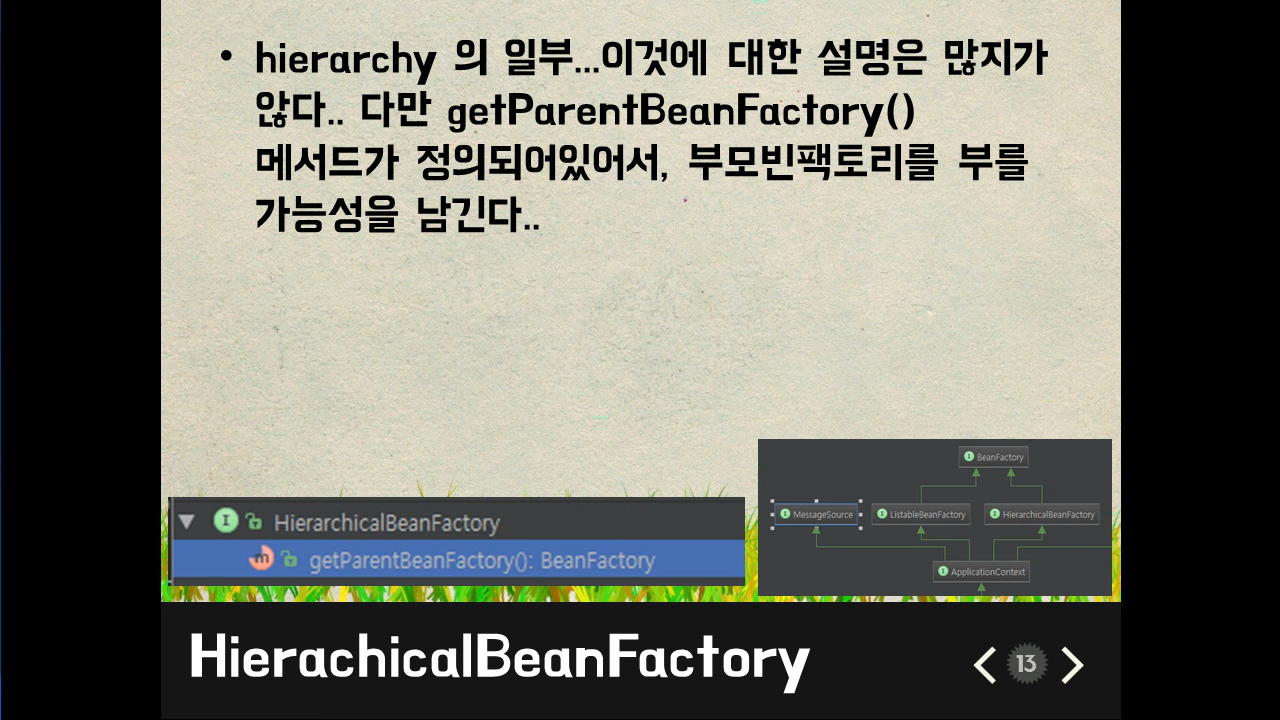 • hierarchy 의 일부...이것에 대한 설명은 많지가
않다.. 다만 getParentBeanFactory()
메서드가 정의되어있어서, 부모빈팩토리를 부를
가능성을 남긴다..
HierarchicalBeanFactory
getParentBeanFactory(): BeanFactory
BeanFactory
MessageSource
ListableBeanFactory
HierarchicalBeanFactory
ApplicationContext
HierachicalBeanFactory
13